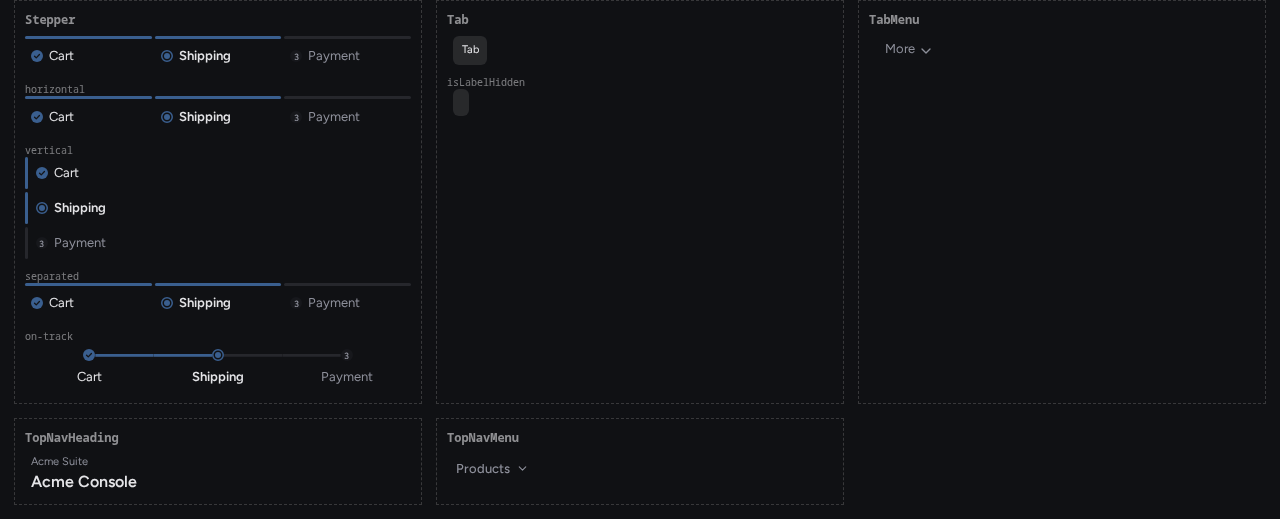 Stepper
Cart
Shipping
3 Payment
horizontal
Cart
Shipping
3 Payment
vertical
Cart
Shipping
3 Payment
separated
Cart
Shipping
3 Payment
on-track
3
Cart
Shipping
Payment
Tab
Tab
isLabelHidden
TabMenu
More
TopNavHeading
Acme Suite
Acme Console
TopNavMenu
Products